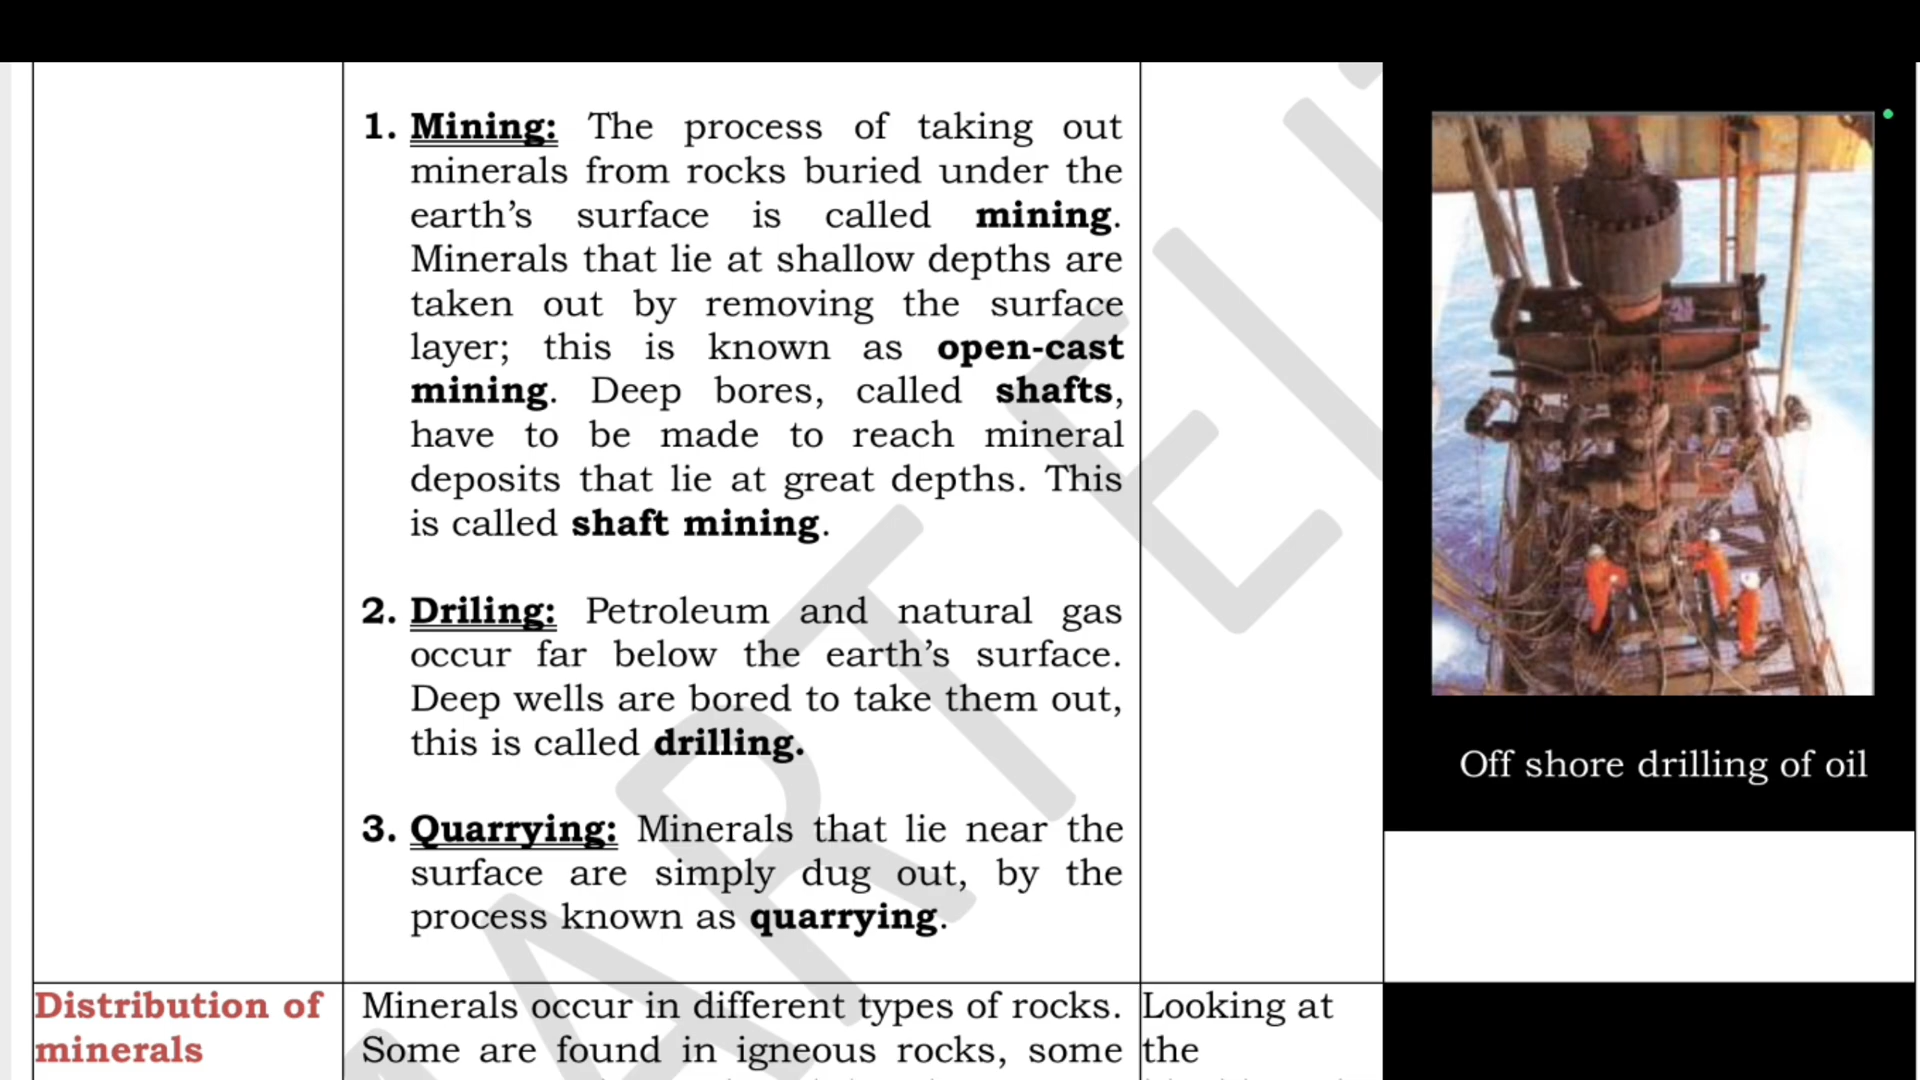 1. Mining: The process of taking out
minerals from rocks buried under the
earth’s surface is called mining.
Minerals that lie at shallow depths are
taken out by removing the surface
layer; this is known as open-cast
mining. Deep bores, called shafts,
have to be made to reach mineral
deposits that lie at great depths. This
is called shaft mining.
2. Driling: Petroleum and natural gas
occur far below the earth’s surface.
Deep wells are bored to take them out,
this is called drilling.
3. Quarrying: Minerals that lie near the
surface are simply dug out, by the
process known as quarrying.
Off shore drilling of oil
Distribution of
minerals
Minerals occur in different types of rocks.
Some are found in igneous rocks, some
Looking at
the